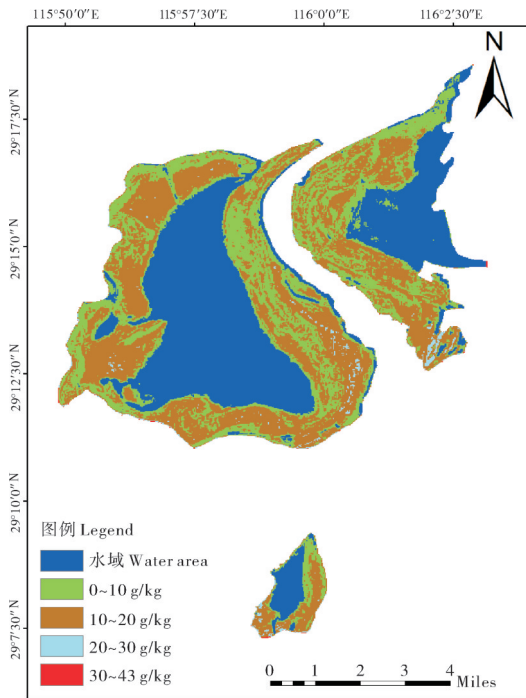 115°50′0″E 115°57′30″E 116°0′0″E 116°2′30″E
N
29°17′30″N
29°15′0″N
29°12′30″N
29°10′0″N
29°7′30″N
图例 Legend
水域 Water area
0~10 g/kg
10~20 g/kg
20~30 g/kg
30~43 g/kg
0 1 2 3 4
Miles